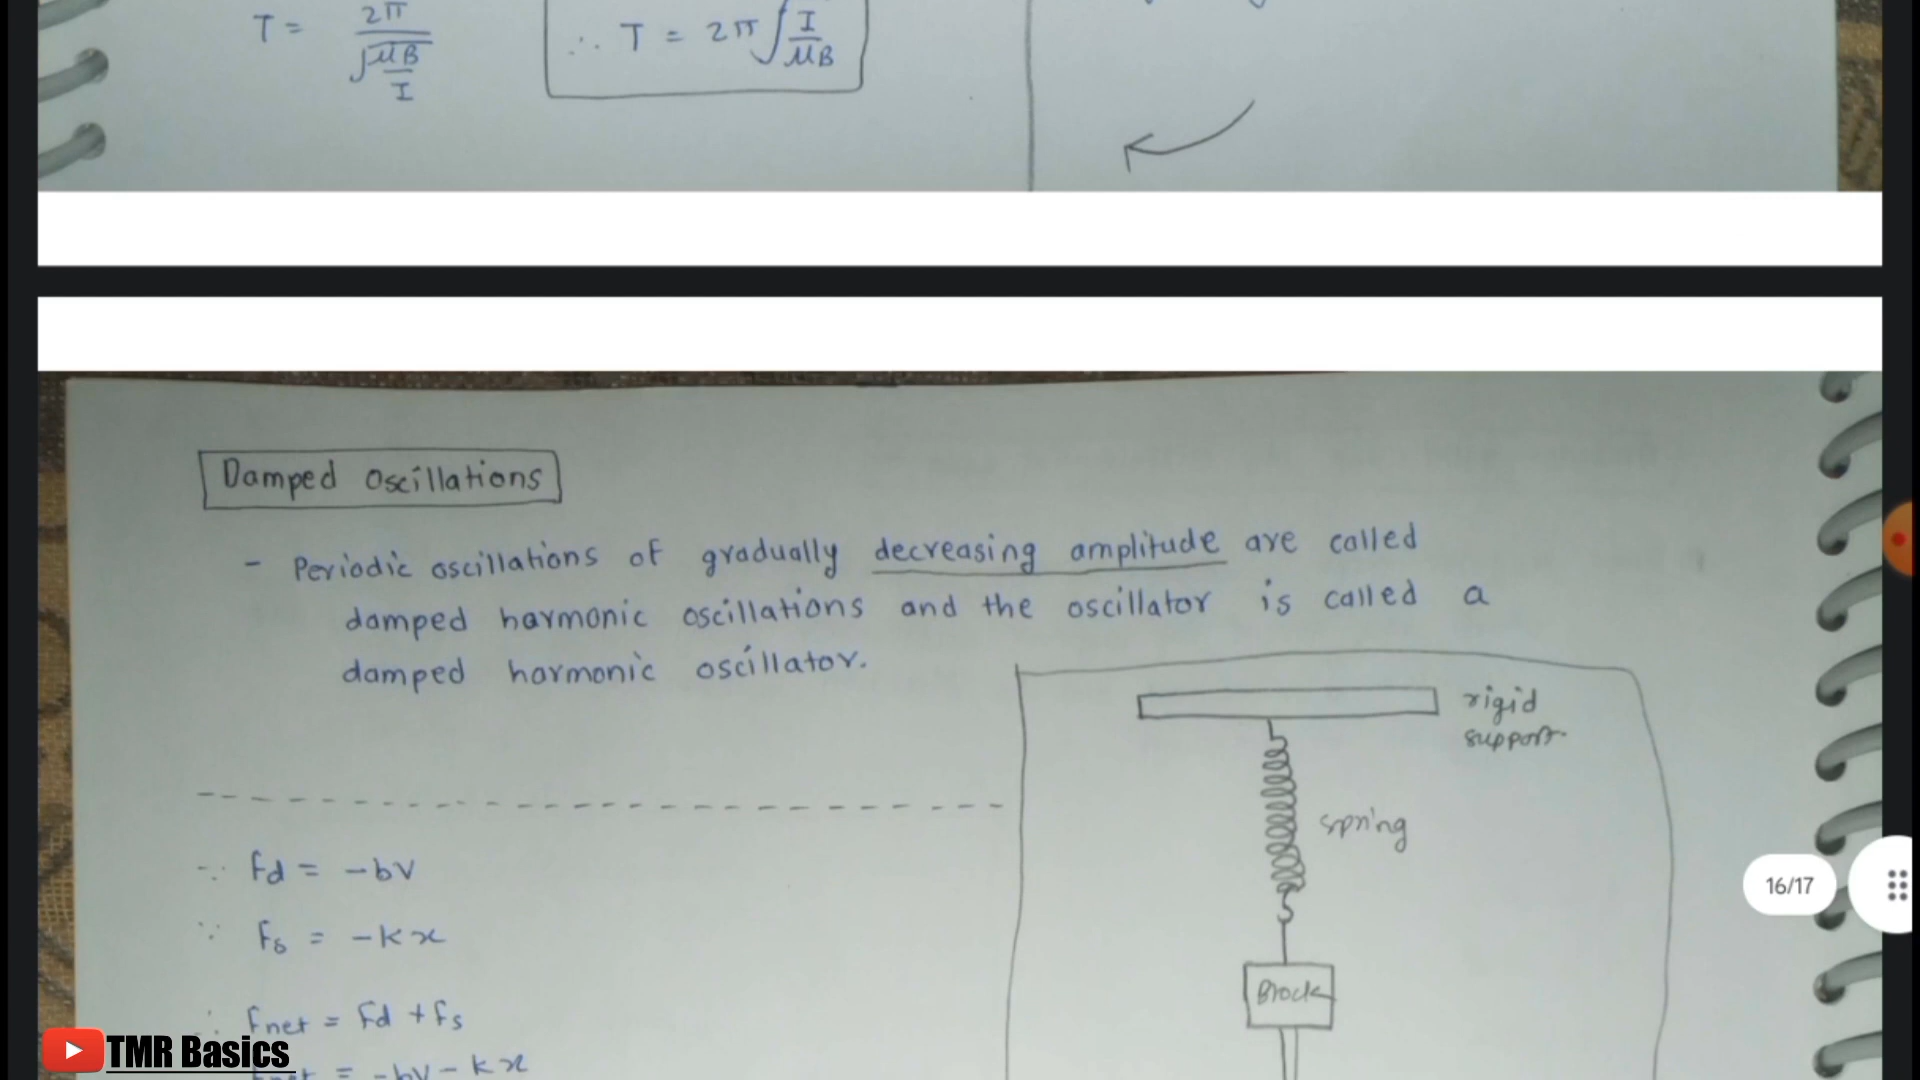 T = 2π / √(μB/I)
∴ T = 2π √(I/μB)
Damped Oscillations
- Periodic oscillations of gradually decreasing amplitude are called
damped harmonic oscillations and the oscillator is called a
damped harmonic oscillator.
rigid
support
spring
Block
∵ Fd = -bv
∵ Fs = -kx
∴ Fnet = Fd + Fs
Fnet = -bv - kx
16/17
TMR Basics